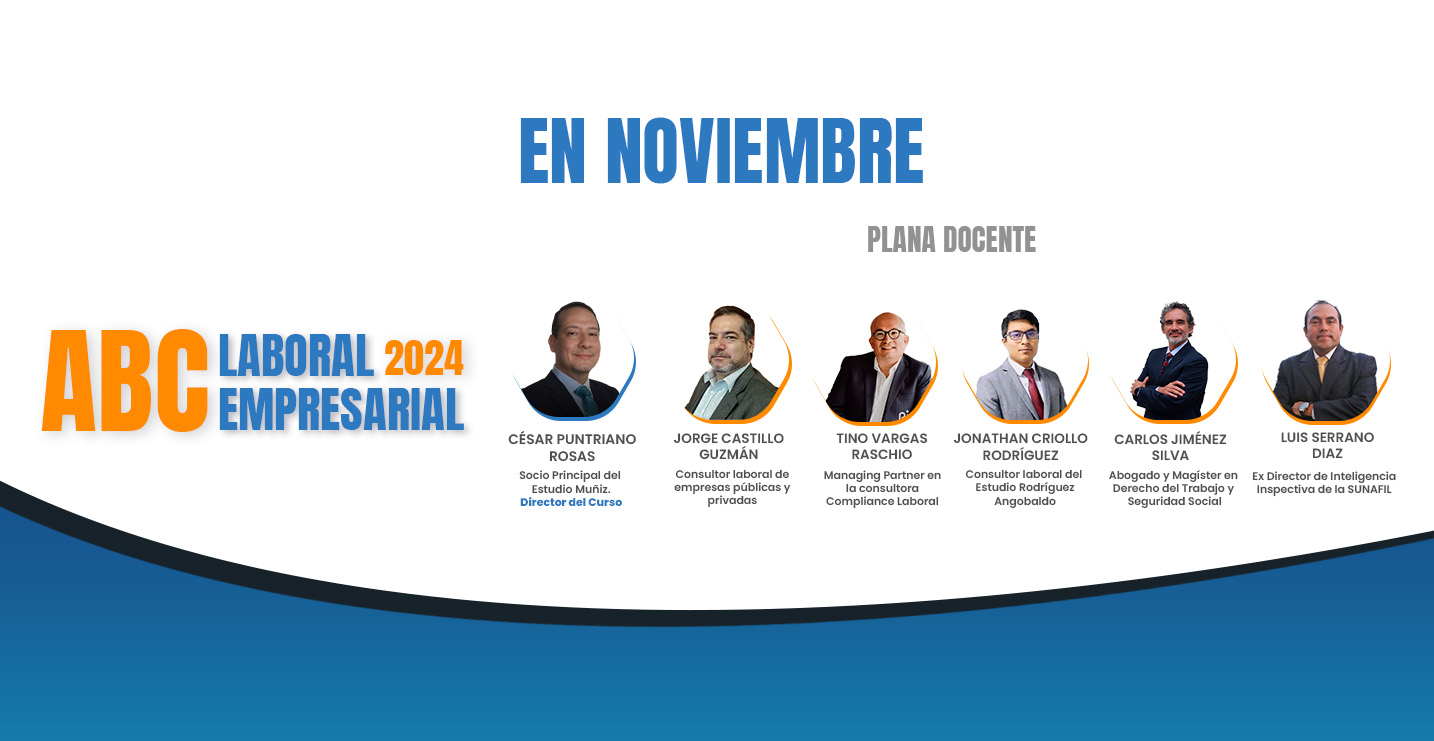 EN NOVIEMBRE
PLANA DOCENTE
ABC
LABORAL 2024
EMPRESARIAL
CÉSAR PUNTRIANO
ROSAS
Socio Principal del
Estudio Muñiz.
Director del Curso
JORGE CASTILLO
GUZMÁN
Consultor laboral de
empresas públicas y
privadas
TINO VARGAS
RASCHIO
Managing Partner en
la consultora
Compliance Laboral
JONATHAN CRIOLLO
RODRÍGUEZ
Consultor laboral del
Estudio Rodríguez
Angobaldo
CARLOS JIMÉNEZ
SILVA
Abogado y Magíster en
Derecho del Trabajo y
Seguridad Social
LUIS SERRANO
DIAZ
Ex Director de Inteligencia
Inspectiva de la SUNAFIL